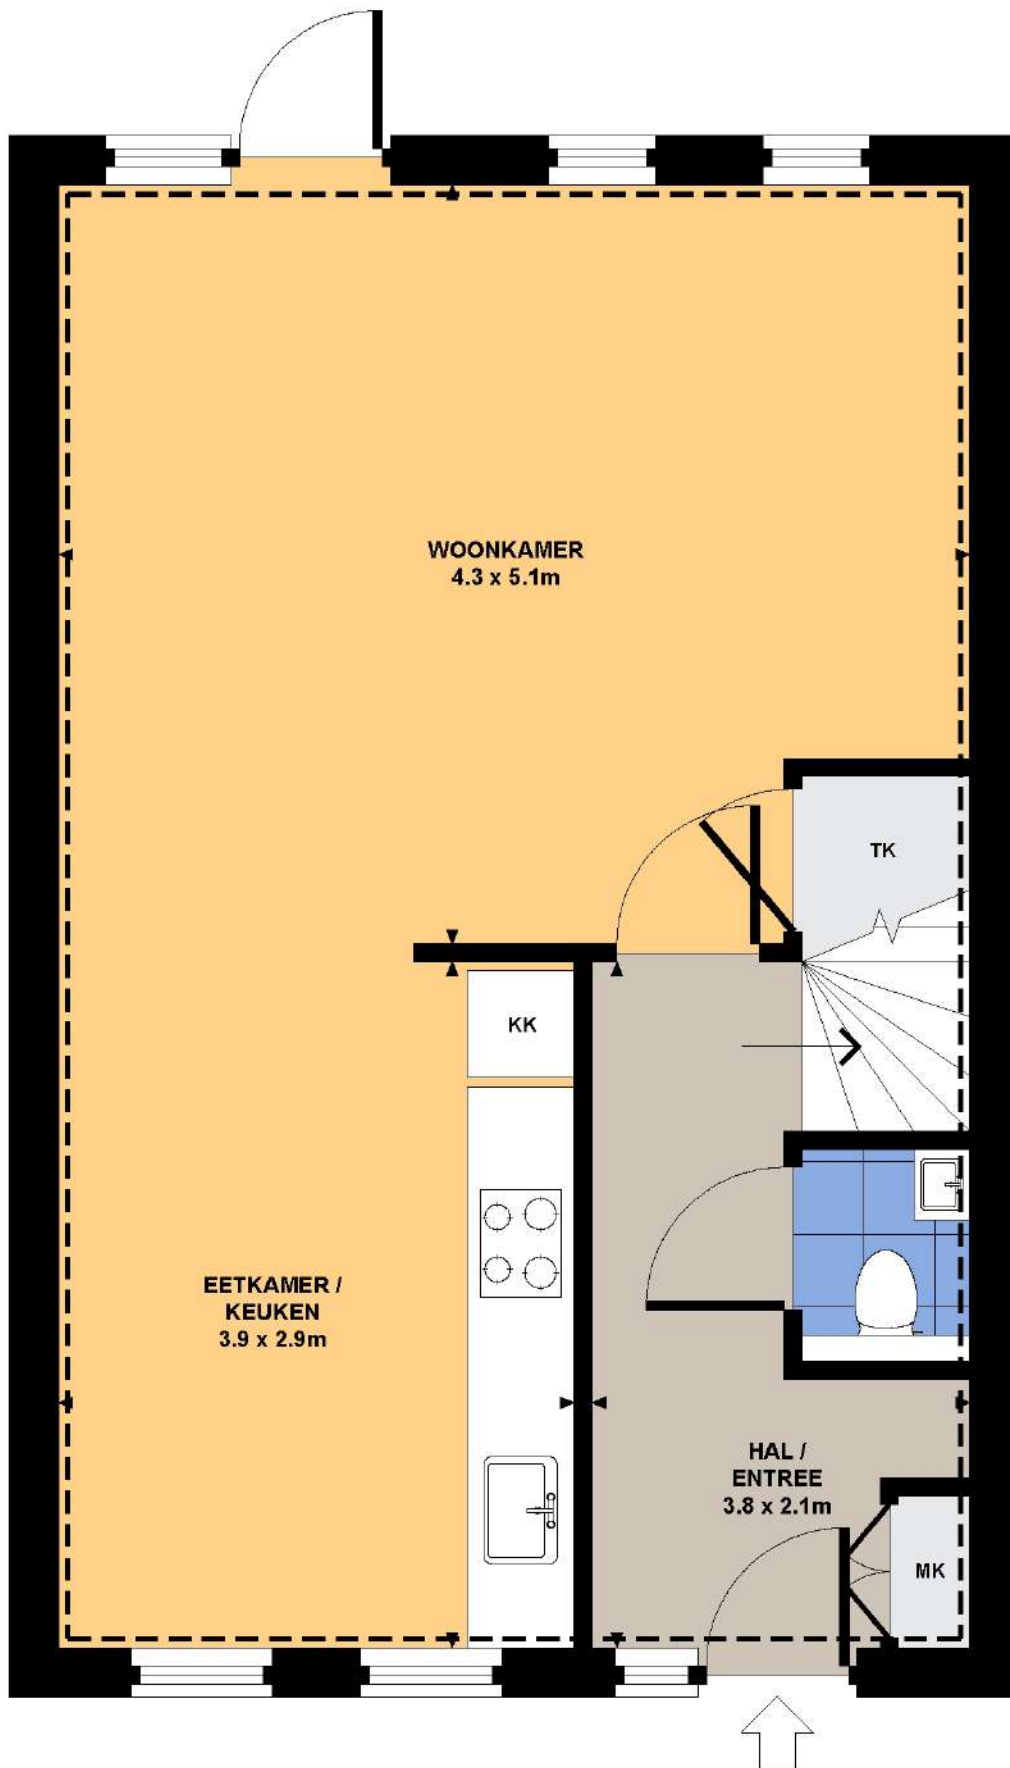 WOONKAMER
4.3 x 5.1m
TK
KK
EETKAMER /
KEUKEN
3.9 x 2.9m
HAL /
ENTREE
3.8 x 2.1m
MK